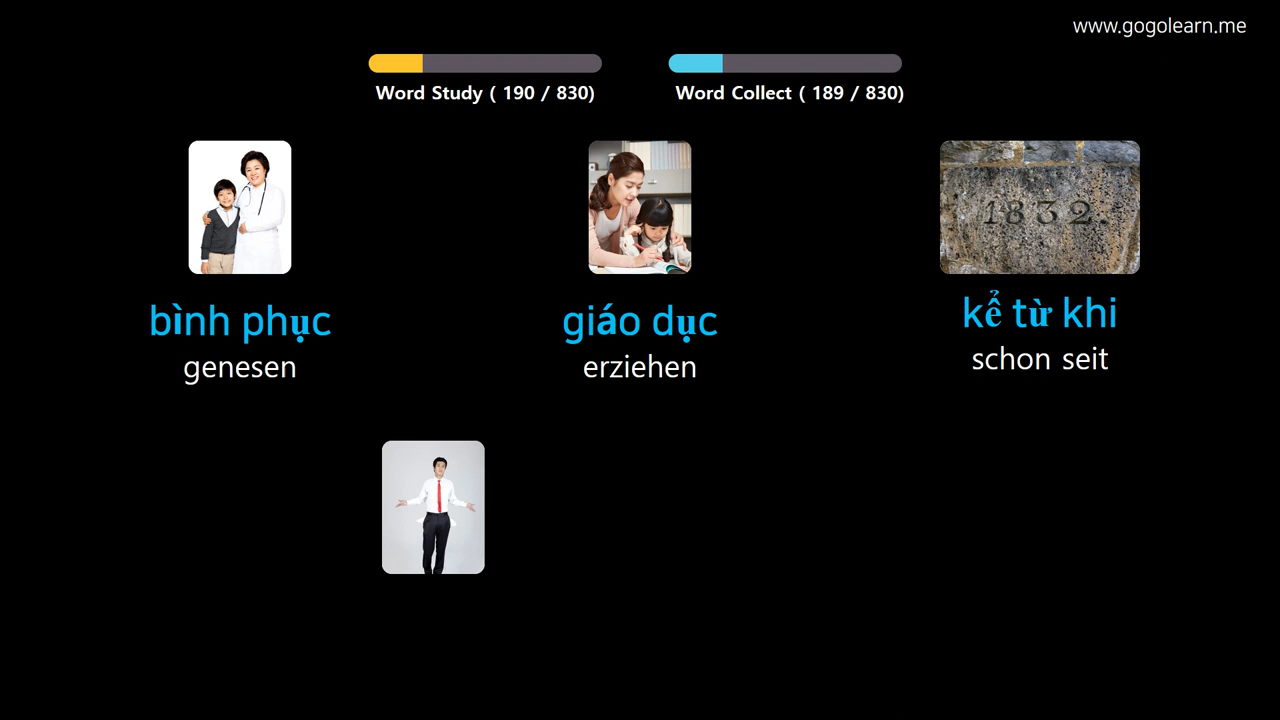 www.gogolearn.me
Word Study ( 190 / 830)
Word Collect ( 189 / 830)
1832
bình phục
genesen
giáo dục
erziehen
kể từ khi
schon seit